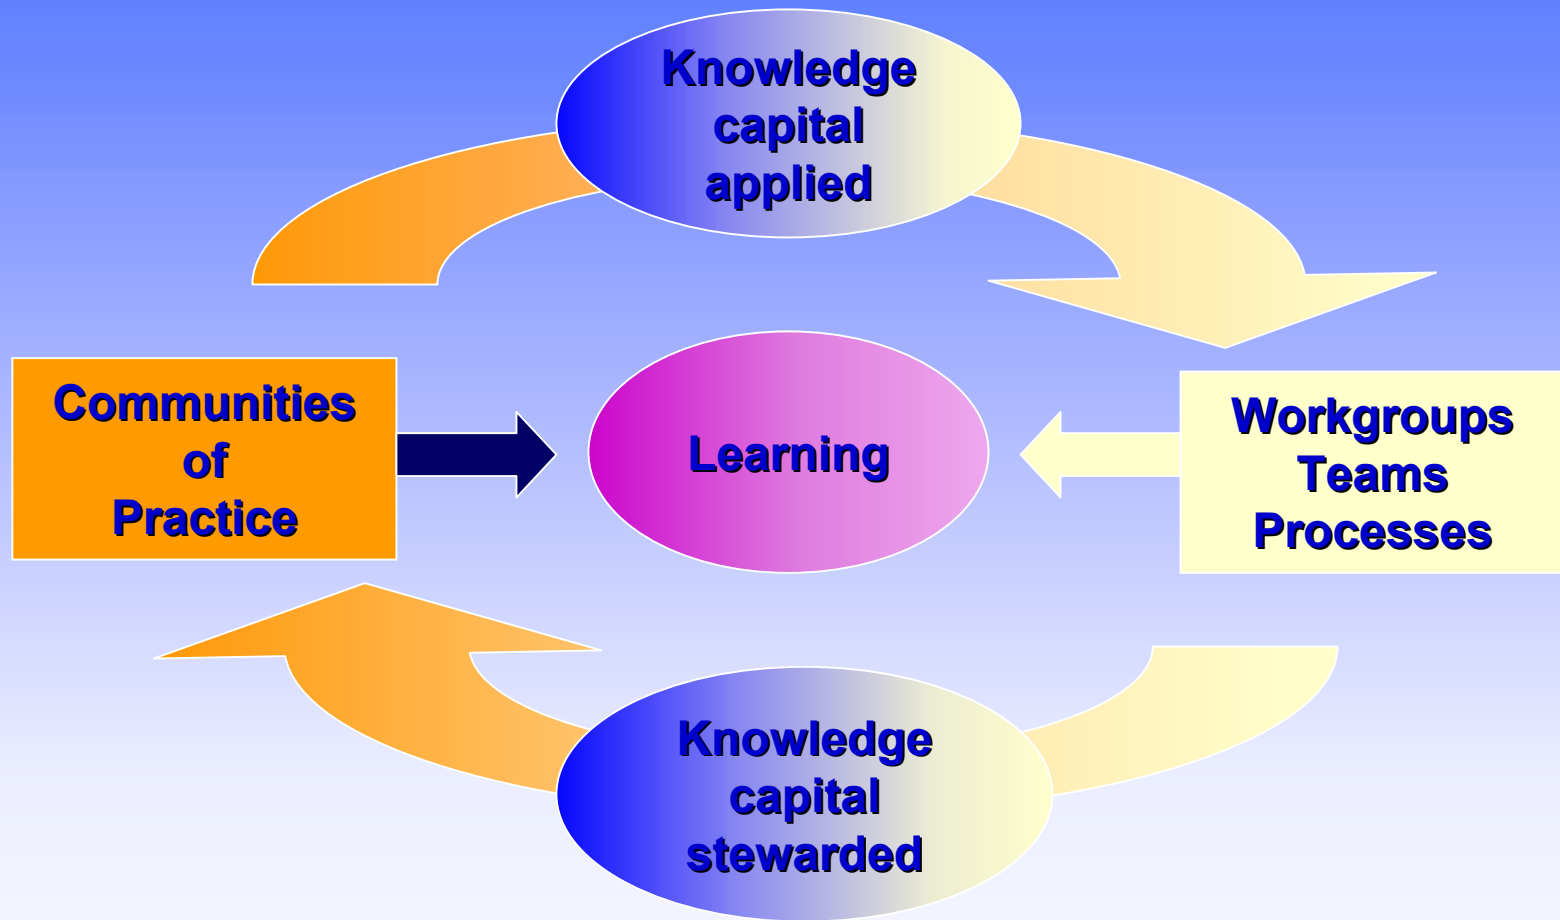 Knowledge
capital
applied
Communities
of
Practice
Learning
Workgroups
Teams
Processes
Knowledge
capital
stewarded